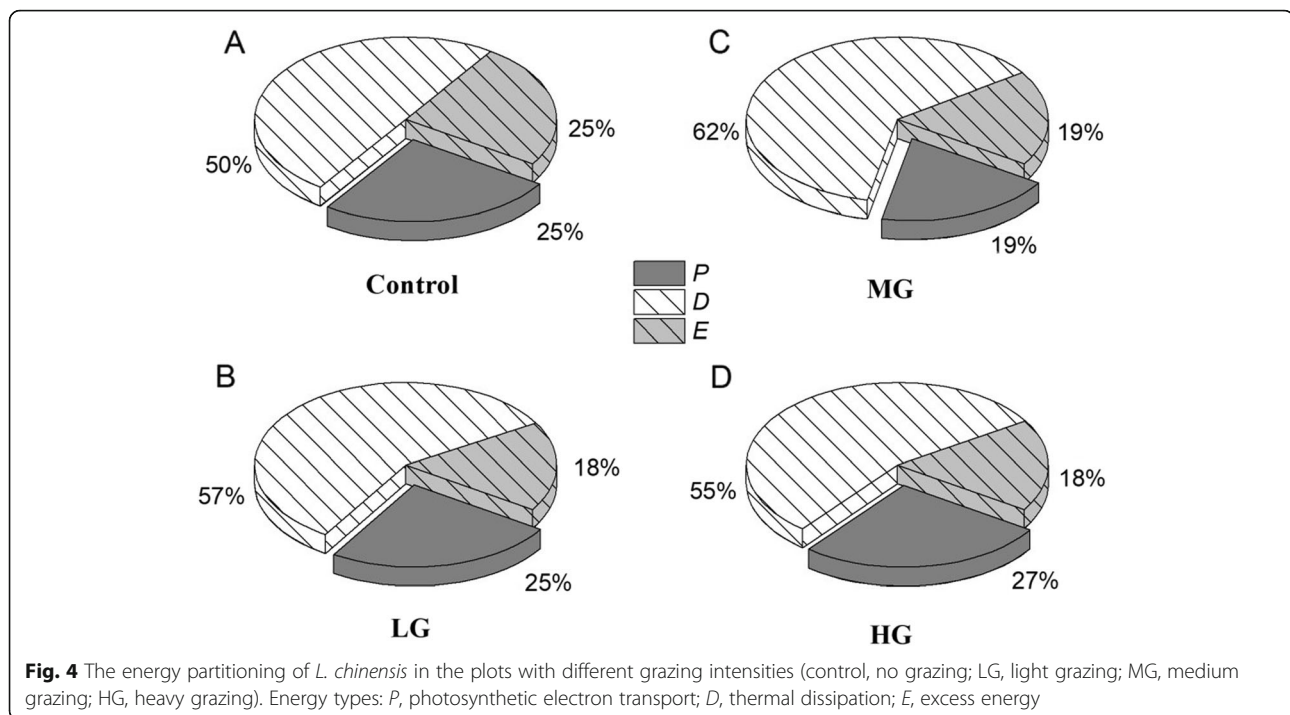 A
50%
25%
25%
Control
C
62%
19%
19%
MG
P
D
E
B
57%
18%
25%
LG
D
55%
18%
27%
HG
Fig. 4 The energy partitioning of L. chinensis in the plots with different grazing intensities (control, no grazing; LG, light grazing; MG, medium
grazing; HG, heavy grazing). Energy types: P, photosynthetic electron transport; D, thermal dissipation; E, excess energy